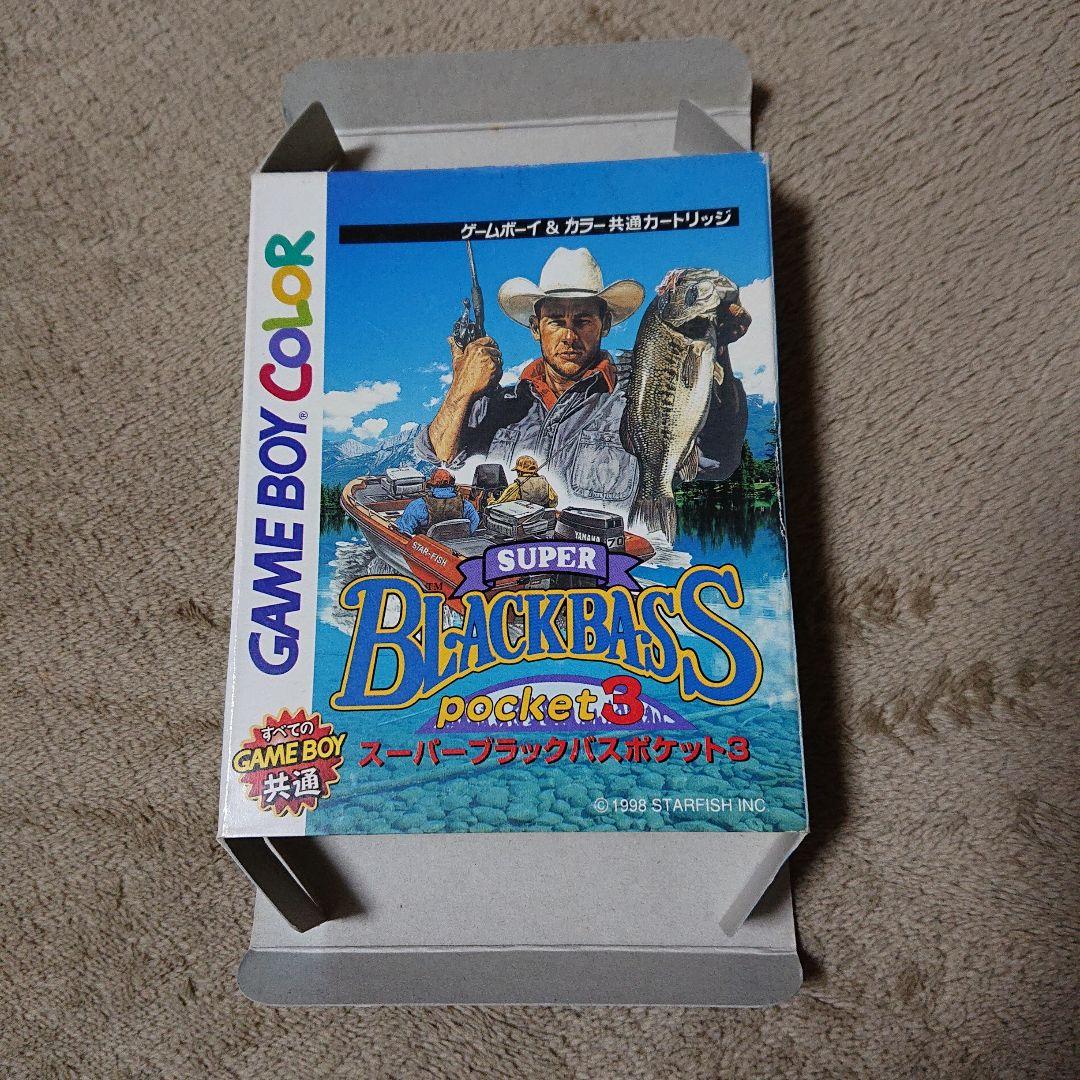 ゲームボーイ & カラー共通カートリッジ
GAME BOY® COLOR
STAR-FISH
YAMAHA 70
SUPER
BLACKBASS™
pocket3
スーパーブラックバスポケット3
すべての
GAME BOY
共通
©1998 STARFISH INC